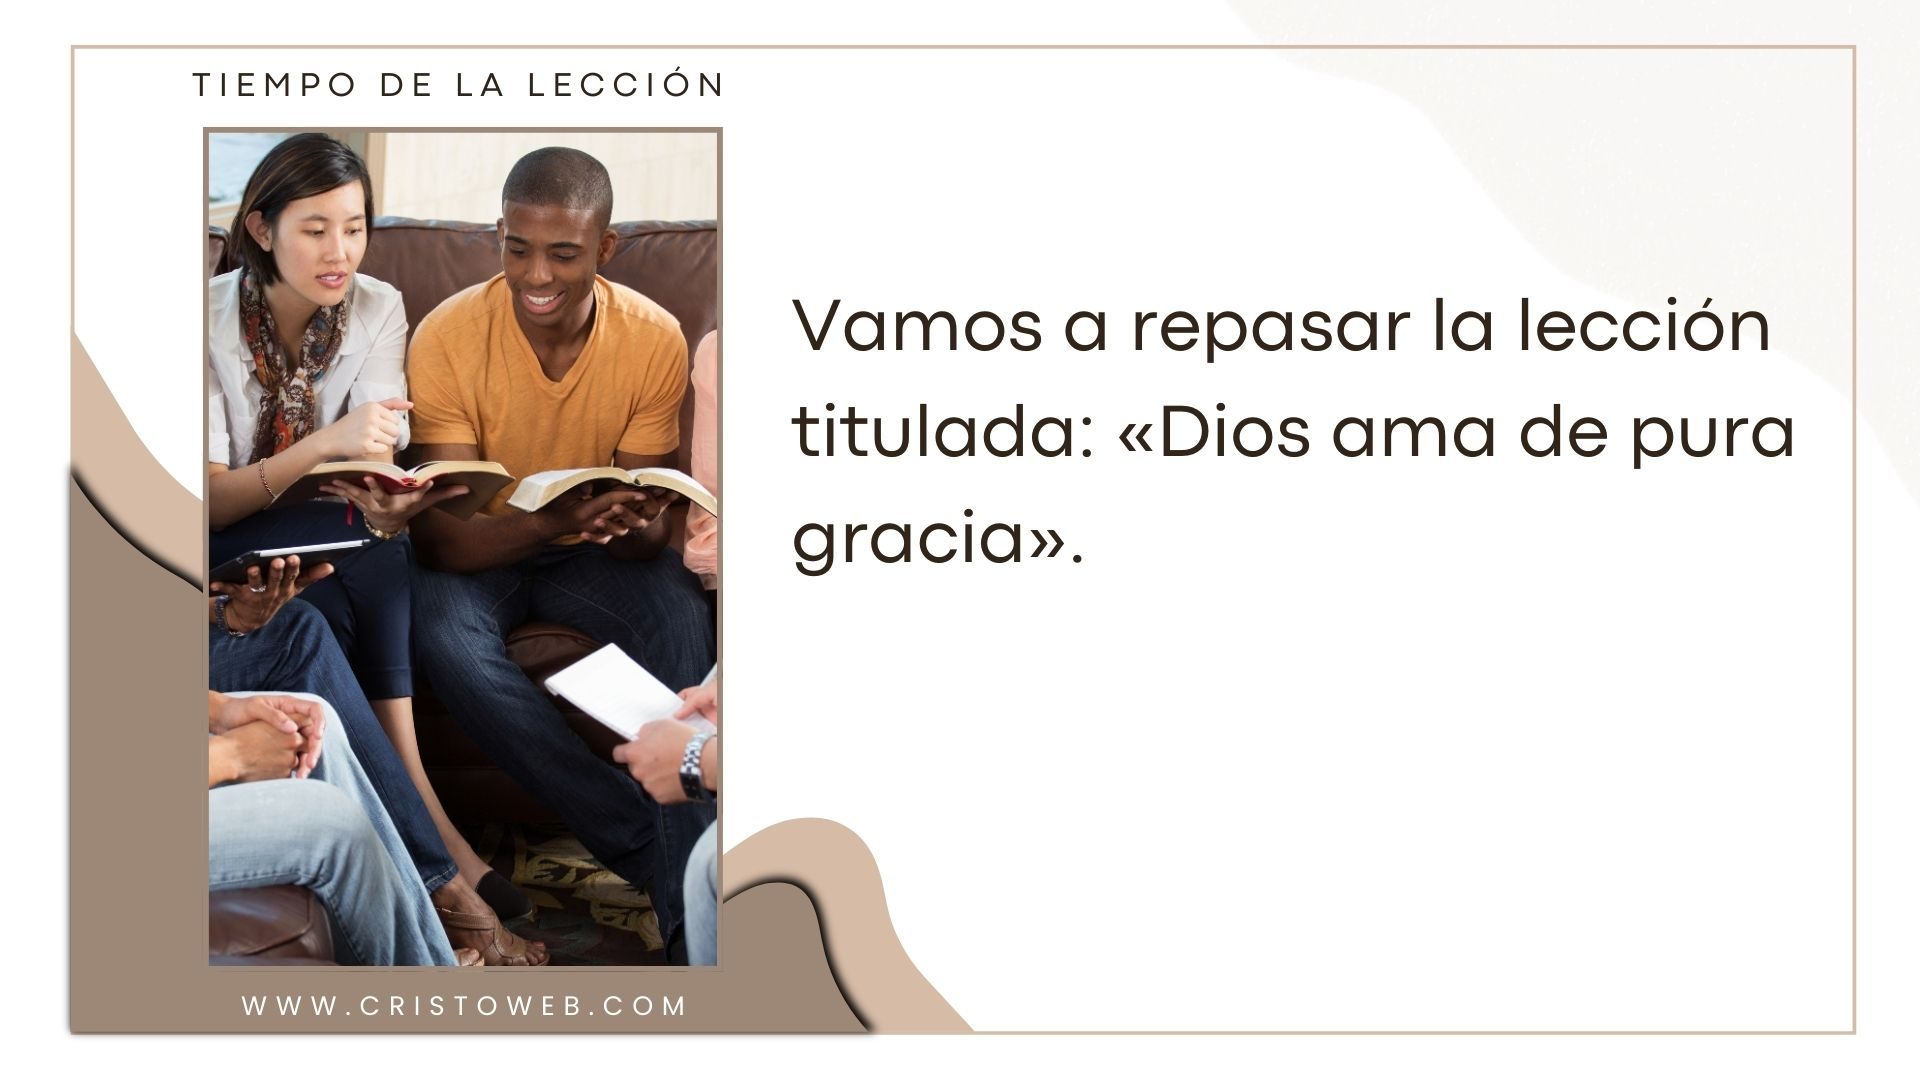 TIEMPO DE LA LECCIÓN
Vamos a repasar la lección
titulada: «Dios ama de pura
gracia».
WWW.CRISTOWEB.COM